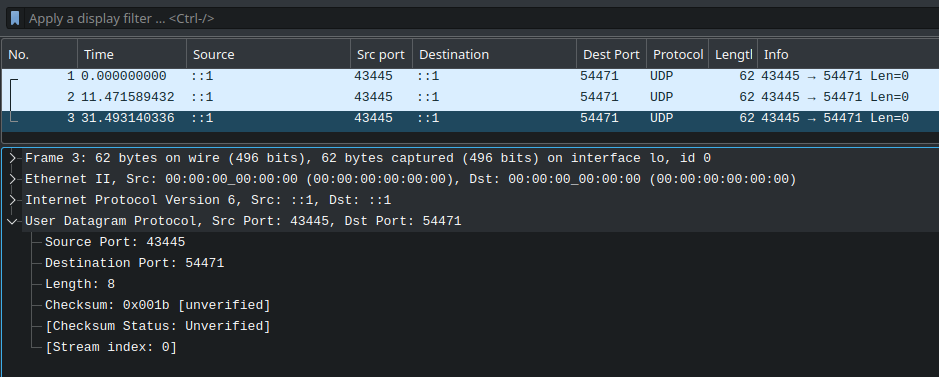 Apply a display filter ... <Ctrl-/>
No. Time Source Src port Destination Dest Port Protocol Lengtl Info
1 0.000000000 ::1 43445 ::1 54471 UDP 62 43445 → 54471 Len=0
2 11.471589432 ::1 43445 ::1 54471 UDP 62 43445 → 54471 Len=0
3 31.493140336 ::1 43445 ::1 54471 UDP 62 43445 → 54471 Len=0
Frame 3: 62 bytes on wire (496 bits), 62 bytes captured (496 bits) on interface lo, id 0
Ethernet II, Src: 00:00:00_00:00:00 (00:00:00:00:00:00), Dst: 00:00:00_00:00:00 (00:00:00:00:00:00)
Internet Protocol Version 6, Src: ::1, Dst: ::1
User Datagram Protocol, Src Port: 43445, Dst Port: 54471
Source Port: 43445
Destination Port: 54471
Length: 8
Checksum: 0x001b [unverified]
[Checksum Status: Unverified]
[Stream index: 0]